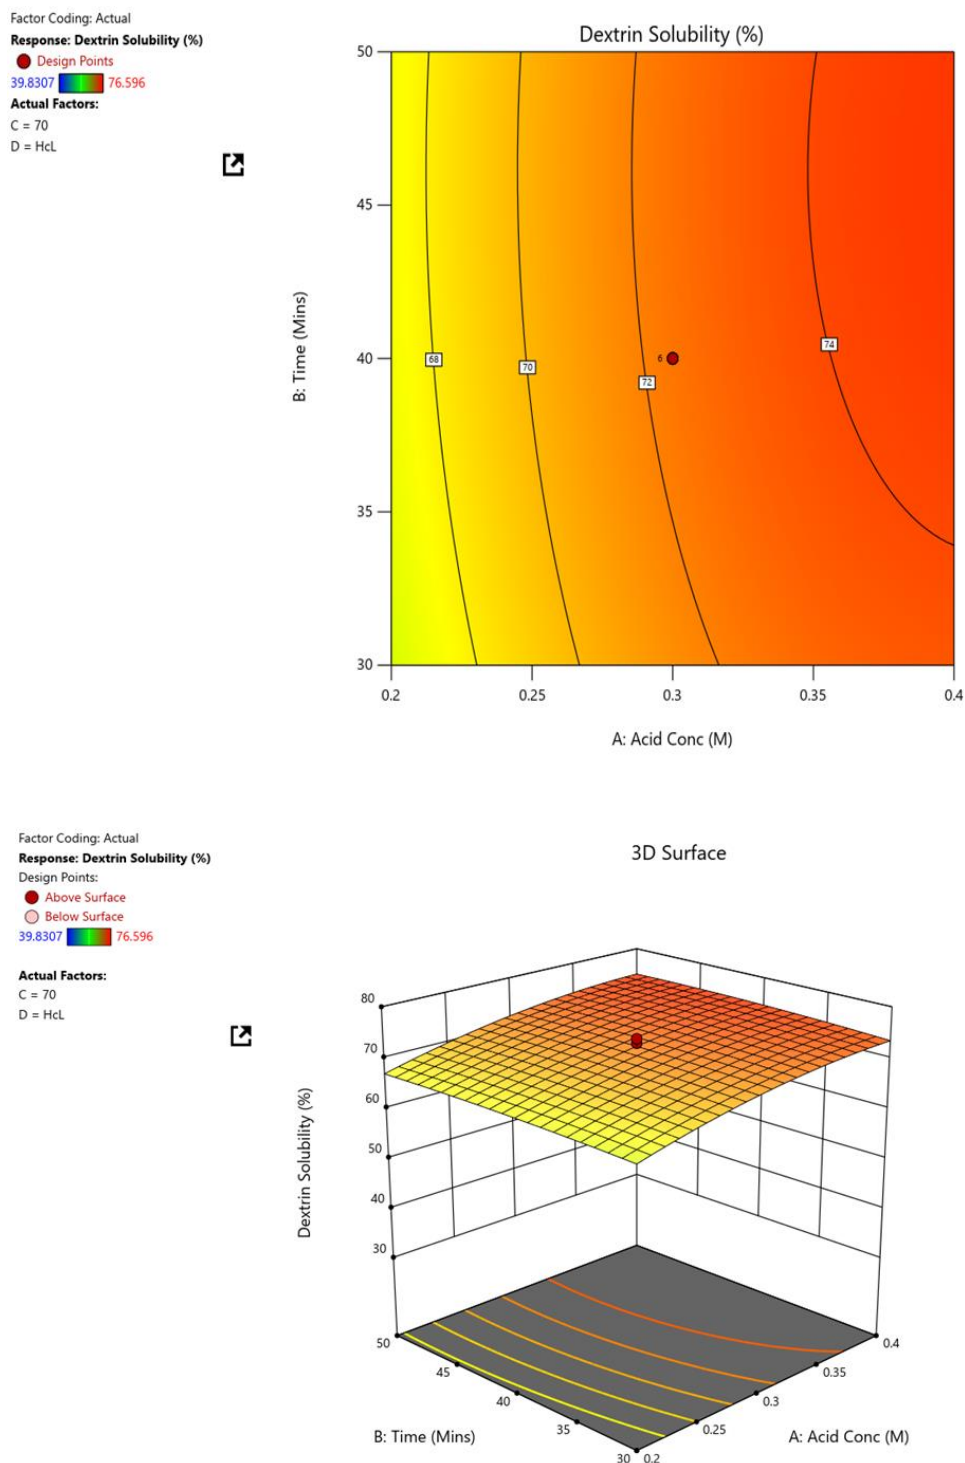 Factor Coding: Actual
Response: Dextrin Solubility (%)
Design Points
39.8307 76.596
Actual Factors:
C = 70
D = HcL
Dextrin Solubility (%)
50
45
40
35
30
B: Time (Mins)
68
70
72
6
74
0.2 0.25 0.3 0.35 0.4
A: Acid Conc (M)
Factor Coding: Actual
Response: Dextrin Solubility (%)
Design Points:
Above Surface
Below Surface
39.8307 76.596
Actual Factors:
C = 70
D = HcL
3D Surface
80
70
60
50
40
30
Dextrin Solubility (%)
50
45
40
35
30
0.2
0.25
0.3
0.35
0.4
B: Time (Mins)
A: Acid Conc (M)